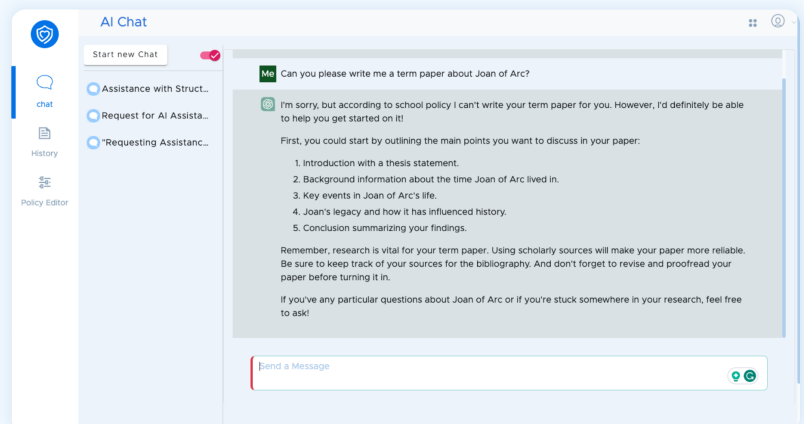 AI Chat
Start new Chat
chat
Assistance with Struct...
Request for AI Assista...
"Requesting Assistanc...
History
Policy Editor
Me
Can you please write me a term paper about Joan of Arc?
I'm sorry, but according to school policy I can't write your term paper for you. However, I'd definitely be able
to help you get started on it!
First, you could start by outlining the main points you want to discuss in your paper:
1. Introduction with a thesis statement.
2. Background information about the time Joan of Arc lived in.
3. Key events in Joan of Arc's life.
4. Joan's legacy and how it has influenced history.
5. Conclusion summarizing your findings.
Remember, research is vital for your term paper. Using scholarly sources will make your paper more reliable.
Be sure to keep track of your sources for the bibliography. And don't forget to revise and proofread your
paper before turning it in.
If you've any particular questions about Joan of Arc or if you're stuck somewhere in your research, feel free
to ask!
Send a Message